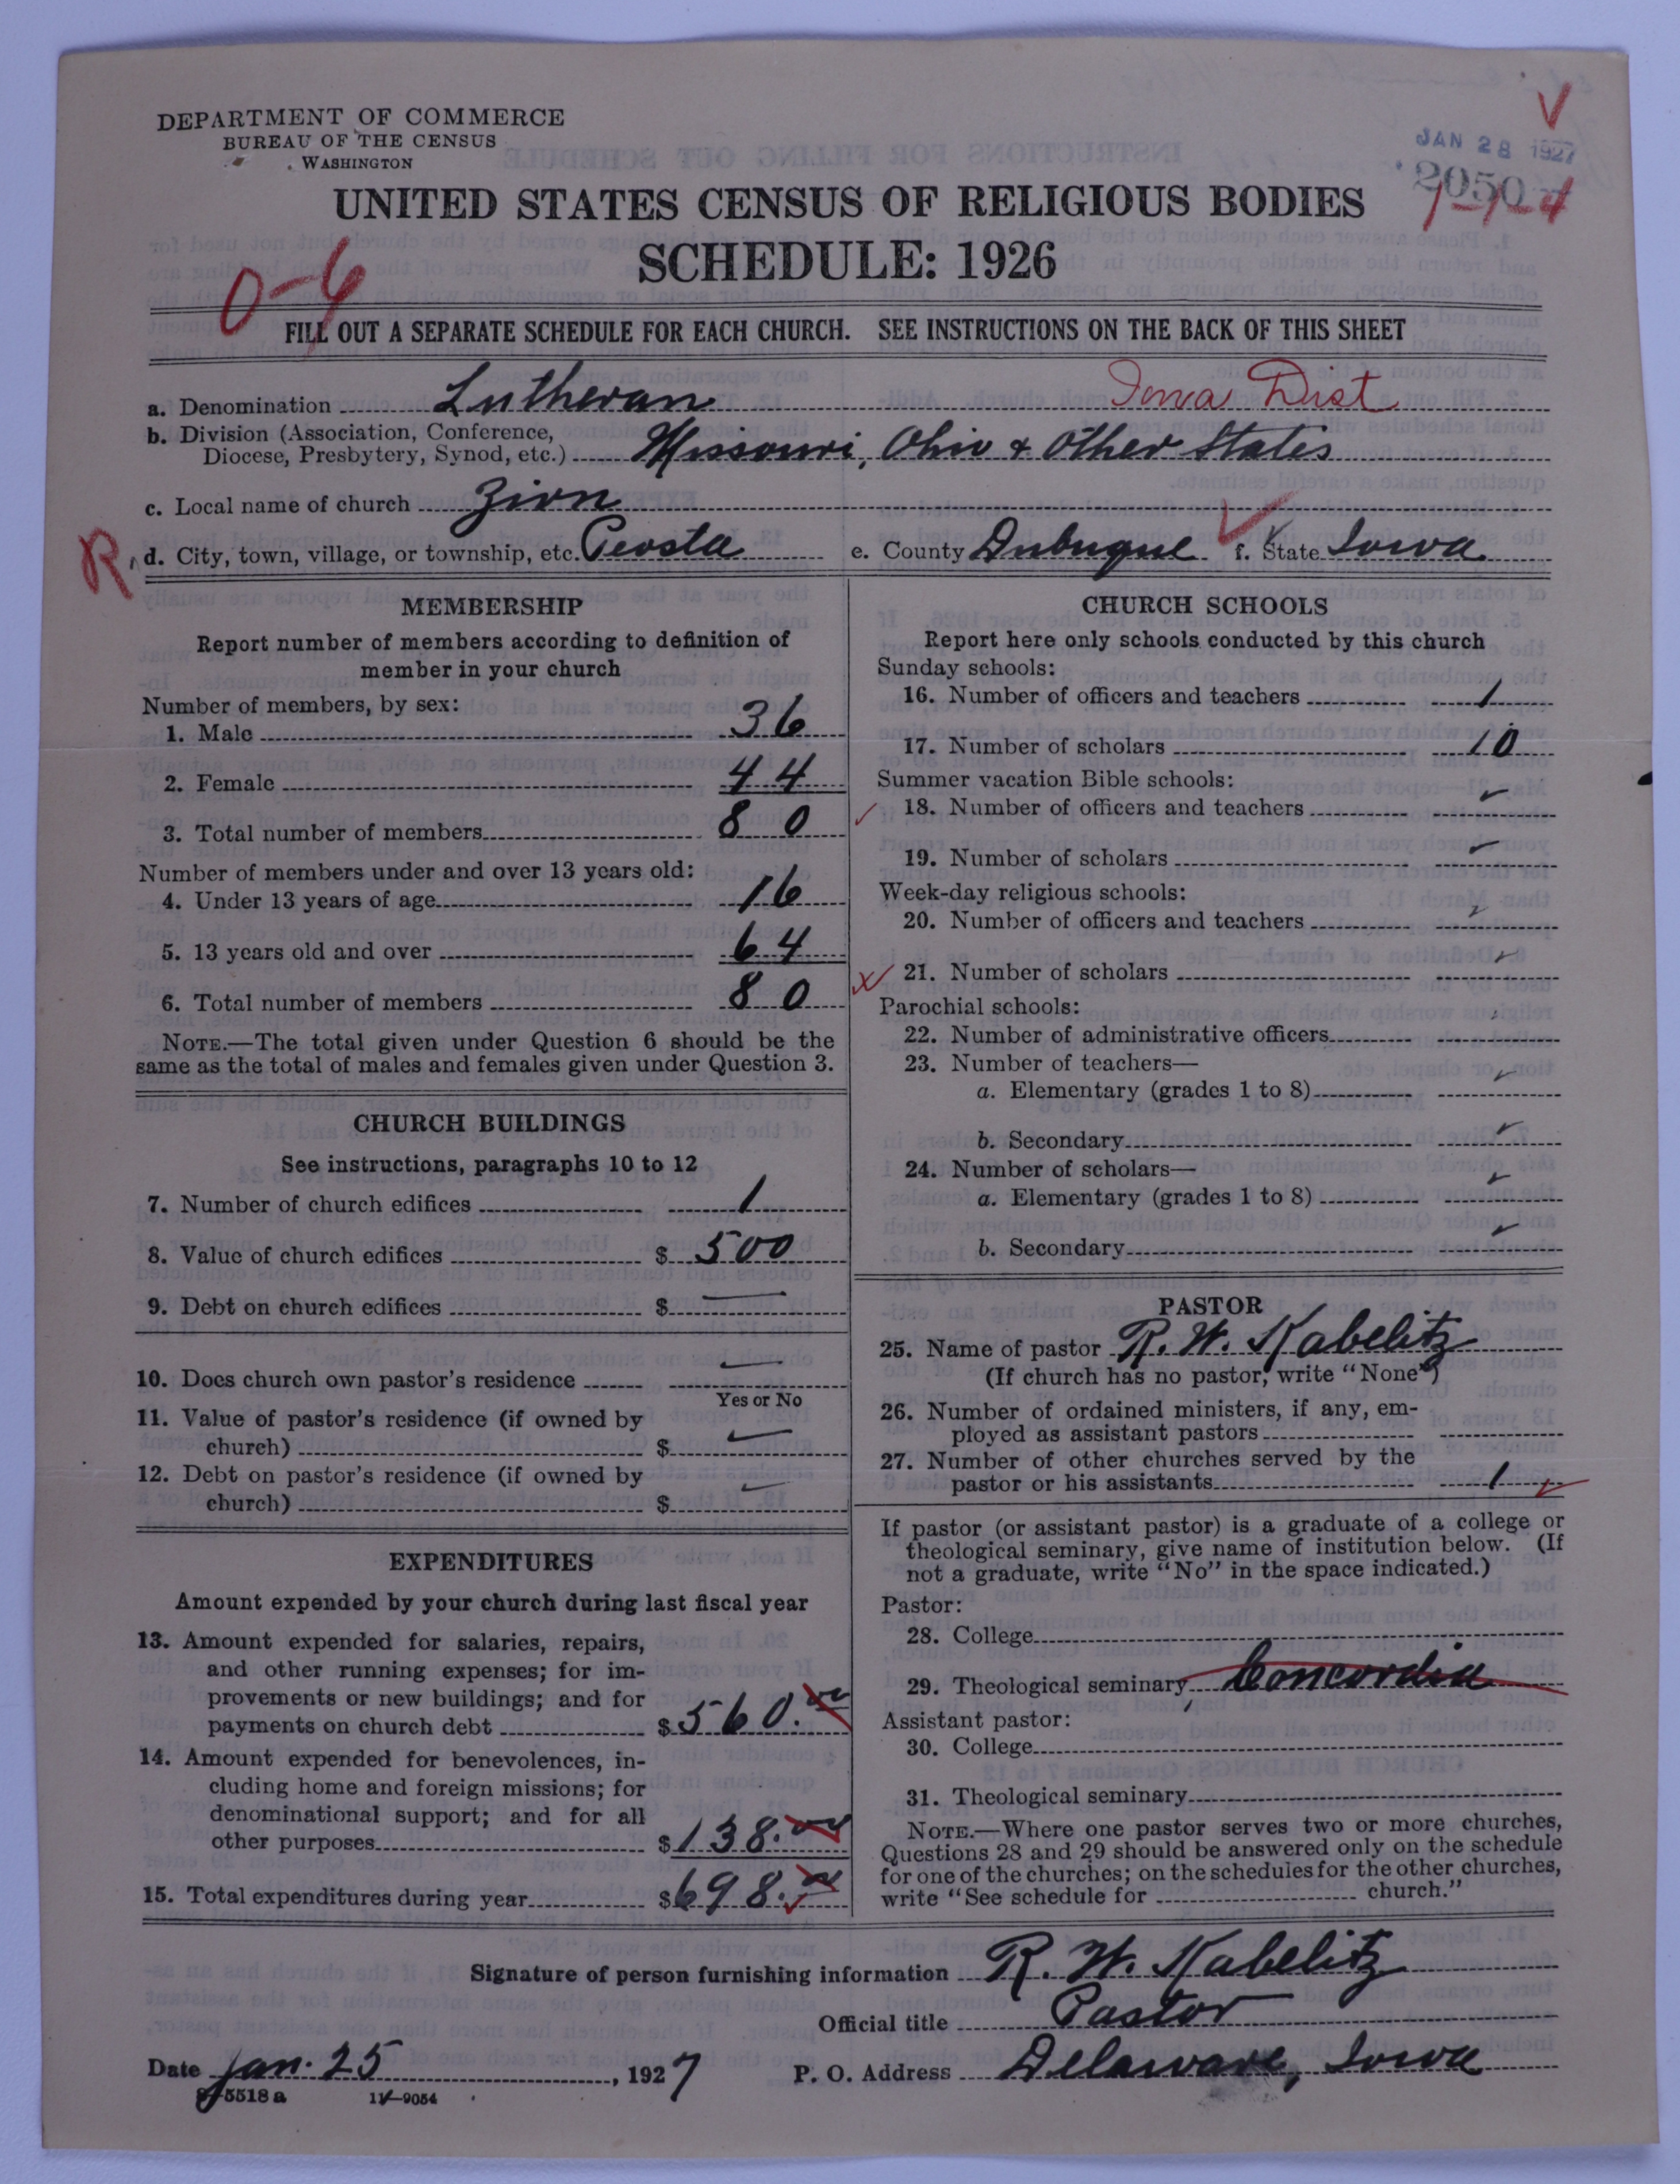 DEPARTMENT OF COMMERCE
BUREAU OF THE CENSUS
WASHINGTON
V
JAN 28 1927
2050
1-1-4
UNITED STATES CENSUS OF RELIGIOUS BODIES
SCHEDULE: 1926
0-6
FILL OUT A SEPARATE SCHEDULE FOR EACH CHURCH. SEE INSTRUCTIONS ON THE BACK OF THIS SHEET
a. Denomination Lutheran Iowa Dist
b. Division (Association, Conference,
Diocese, Presbytery, Synod, etc.) Missouri, Ohio + Other States
c. Local name of church Zion
R d. City, town, village, or township, etc. Peosta e. County Dubuque f. State Iowa
MEMBERSHIP
Report number of members according to definition of
member in your church
Number of members, by sex:
1. Male 36
2. Female 44
3. Total number of members 80
Number of members under and over 13 years old:
4. Under 13 years of age 16
5. 13 years old and over 64
6. Total number of members 80
NOTE.—The total given under Question 6 should be the
same as the total of males and females given under Question 3.
CHURCH BUILDINGS
See instructions, paragraphs 10 to 12
7. Number of church edifices 1
8. Value of church edifices $ 500
9. Debt on church edifices $ —
10. Does church own pastor's residence —
Yes or No
11. Value of pastor's residence (if owned by
church) $ —
12. Debt on pastor's residence (if owned by
church) $
EXPENDITURES
Amount expended by your church during last fiscal year
13. Amount expended for salaries, repairs,
and other running expenses; for im-
provements or new buildings; and for
payments on church debt $ 560.00
14. Amount expended for benevolences, in-
cluding home and foreign missions; for
denominational support; and for all
other purposes $ 138.00
15. Total expenditures during year $ 698.00
CHURCH SCHOOLS
Report here only schools conducted by this church
Sunday schools:
16. Number of officers and teachers 1
17. Number of scholars 10
Summer vacation Bible schools:
18. Number of officers and teachers
19. Number of scholars
Week-day religious schools:
20. Number of officers and teachers
21. Number of scholars
Parochial schools:
22. Number of administrative officers
23. Number of teachers—
a. Elementary (grades 1 to 8)
b. Secondary
24. Number of scholars—
a. Elementary (grades 1 to 8)
b. Secondary
PASTOR
25. Name of pastor R. W. Kabelitz
(If church has no pastor, write "None")
26. Number of ordained ministers, if any, em-
ployed as assistant pastors
27. Number of other churches served by the
pastor or his assistants 1
If pastor (or assistant pastor) is a graduate of a college or
theological seminary, give name of institution below. (If
not a graduate, write "No" in the space indicated.)
Pastor:
28. College
29. Theological seminary Concordia
Assistant pastor:
30. College
31. Theological seminary
NOTE.—Where one pastor serves two or more churches,
Questions 28 and 29 should be answered only on the schedule
for one of the churches; on the schedules for the other churches,
write "See schedule for church."
Signature of person furnishing information R. W. Kabelitz
Official title Pastor
Date Jan. 25, 1927 P. O. Address Delaware, Iowa
8-5518 a 11-9054